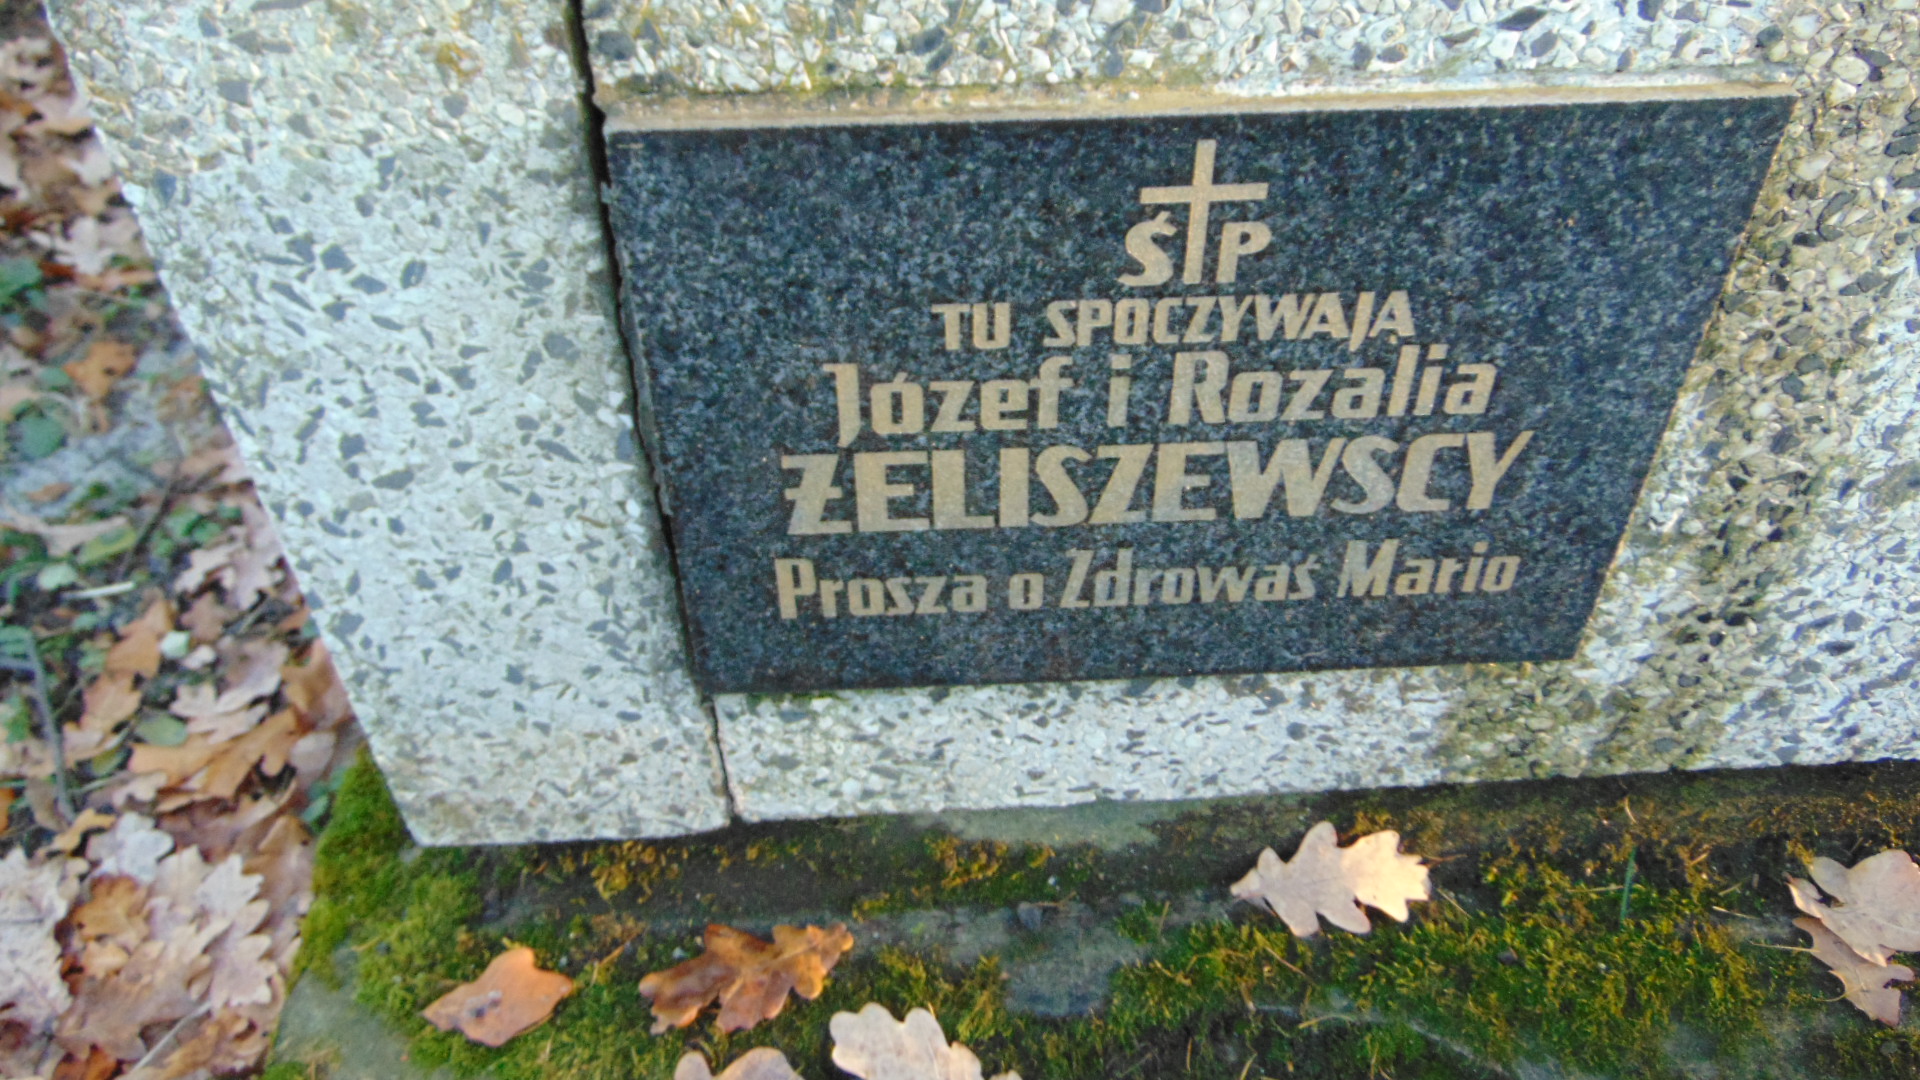 ŚP
TU SPOCZYWAJĄ
Józef i Rozalia
ŻELISZEWSCY
Prosza o Zdrowaś Mario